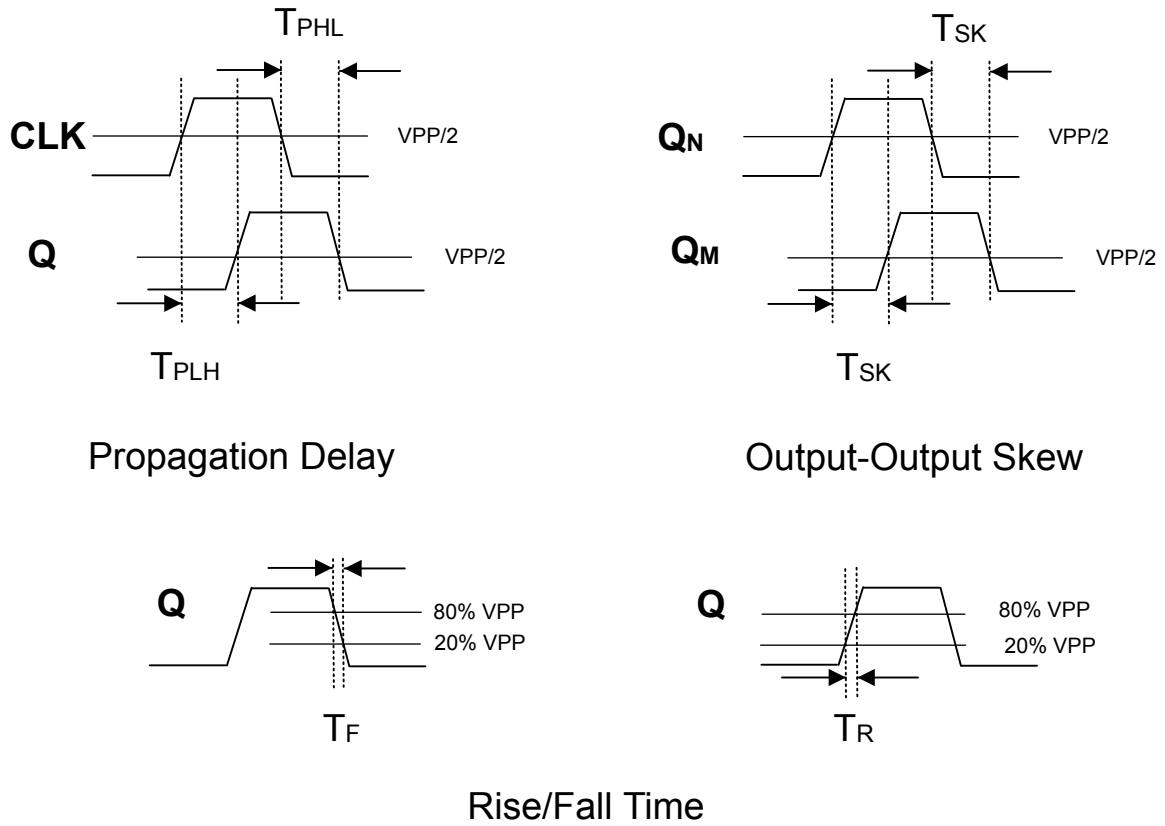 TPHL
CLK
VPP/2
Q
VPP/2
TPLH
Propagation Delay
TSK
QN
VPP/2
QM
VPP/2
TSK
Output-Output Skew
Q
80% VPP
20% VPP
TF
Q
80% VPP
20% VPP
TR
Rise/Fall Time